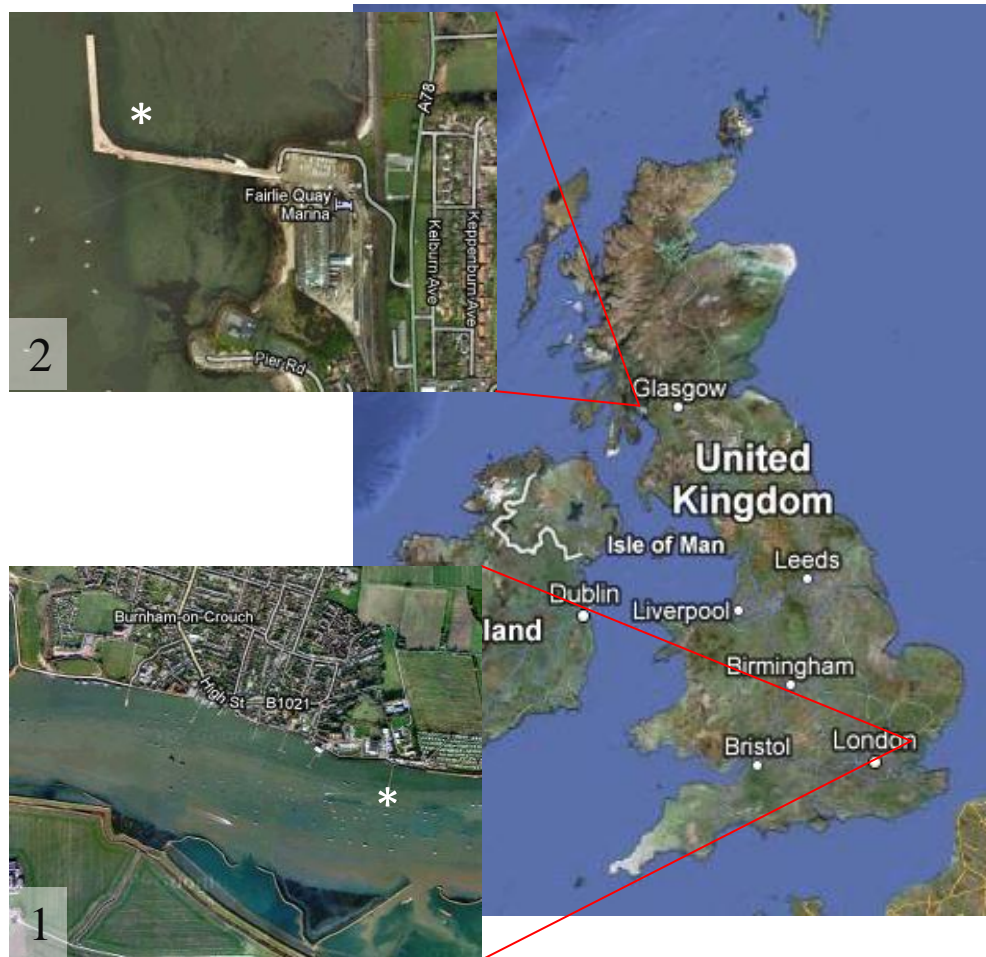 *
A78
Fairlie Quay
Marina
Kelburn Ave
Keppenburn Ave
Pier Rd
2
Glasgow
United
Kingdom
Isle of Man
Leeds
Dublin
Liverpool
land
Birmingham
Bristol
London
Burnham-on-Crouch
High St
B1021
*
1